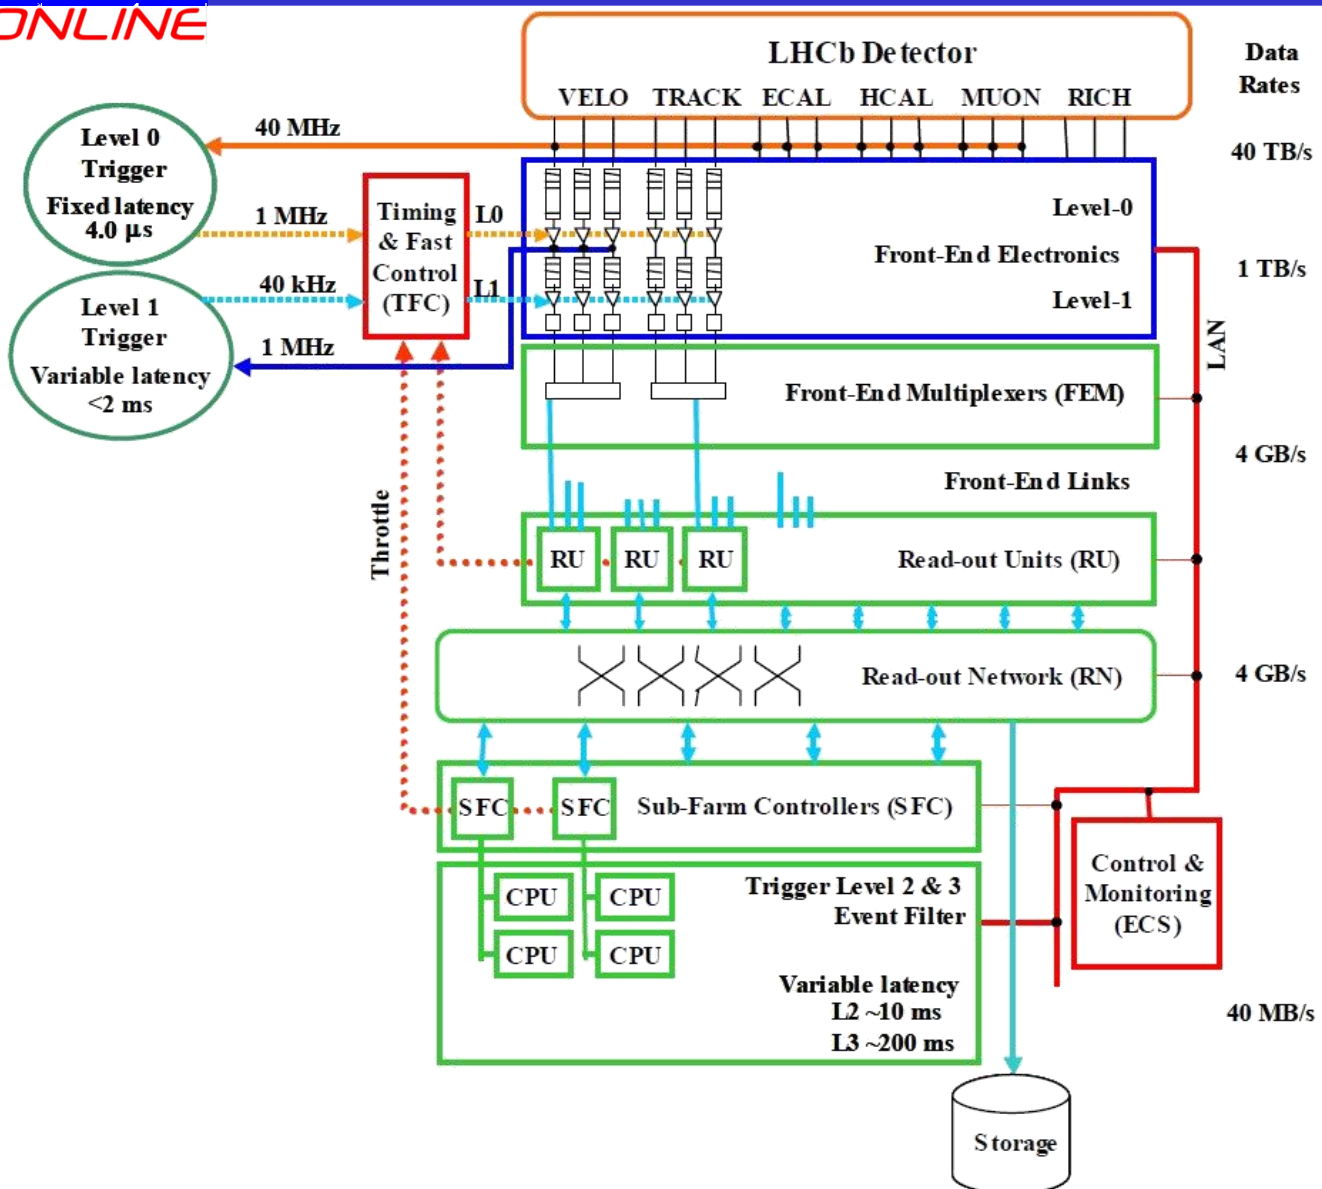 ONLINE
LHCb Detector
VELO TRACK ECAL HCAL MUON RICH
Data
Rates
40 MHz
40 TB/s
Level 0
Trigger
Fixed latency
4.0 µs
1 MHz
Timing
& Fast
Control
(TFC)
L0
L1
Level-0
Front-End Electronics
Level-1
1 TB/s
40 kHz
Level 1
Trigger
Variable latency
<2 ms
1 MHz
LAN
Front-End Multiplexers (FEM)
4 GB/s
Front-End Links
Throttle
RU
RU
RU
Read-out Units (RU)
Read-out Network (RN)
4 GB/s
SFC
SFC
Sub-Farm Controllers (SFC)
Control &
Monitoring
(ECS)
CPU
CPU
CPU
CPU
Trigger Level 2 & 3
Event Filter
Variable latency
L2 ~10 ms
L3 ~200 ms
40 MB/s
Storage